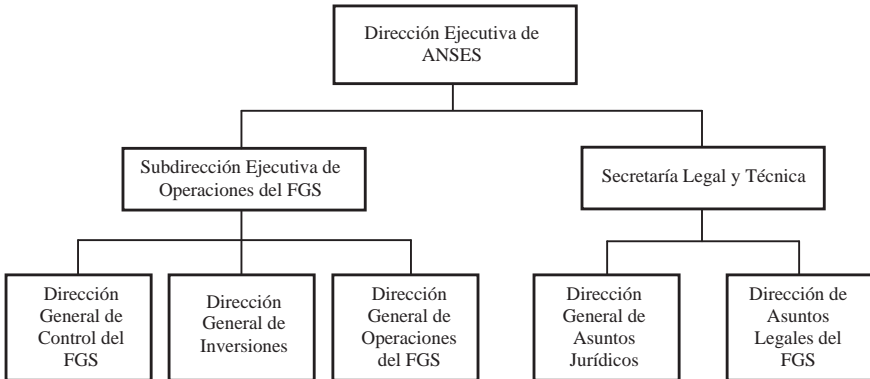 Dirección Ejecutiva de
ANSES
Subdirección Ejecutiva de
Operaciones del FGS
Secretaría Legal y Técnica
Dirección
General de
Control del
FGS
Dirección
General de
Inversiones
Dirección
General de
Operaciones
del FGS
Dirección
General de
Asuntos
Jurídicos
Dirección de
Asuntos
Legales del
FGS